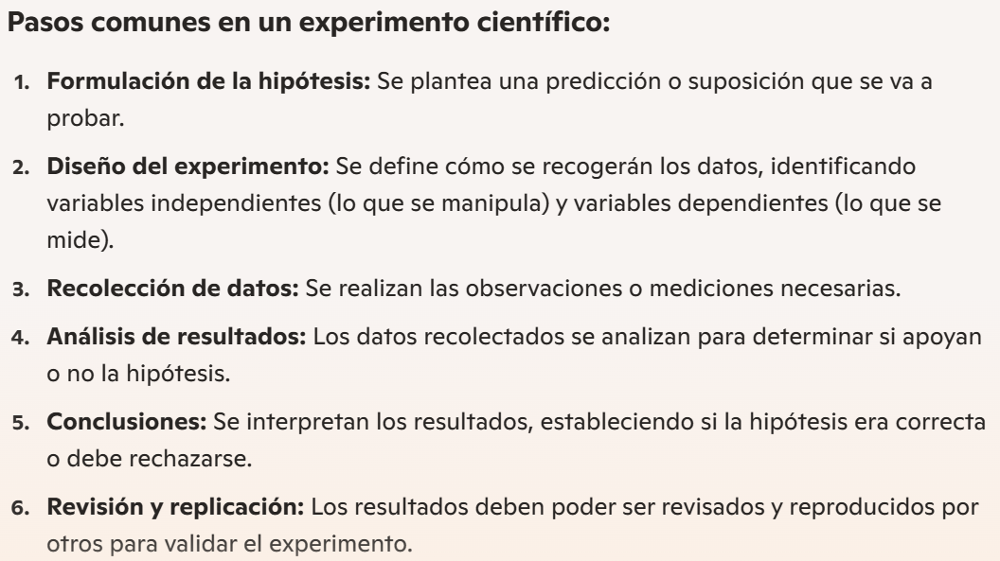 Pasos comunes en un experimento científico:
1. Formulación de la hipótesis: Se plantea una predicción o suposición que se va a
probar.
2. Diseño del experimento: Se define cómo se recogerán los datos, identificando
variables independientes (lo que se manipula) y variables dependientes (lo que se
mide).
3. Recolección de datos: Se realizan las observaciones o mediciones necesarias.
4. Análisis de resultados: Los datos recolectados se analizan para determinar si apoyan
o no la hipótesis.
5. Conclusiones: Se interpretan los resultados, estableciendo si la hipótesis era correcta
o debe rechazarse.
6. Revisión y replicación: Los resultados deben poder ser revisados y reproducidos por
otros para validar el experimento.